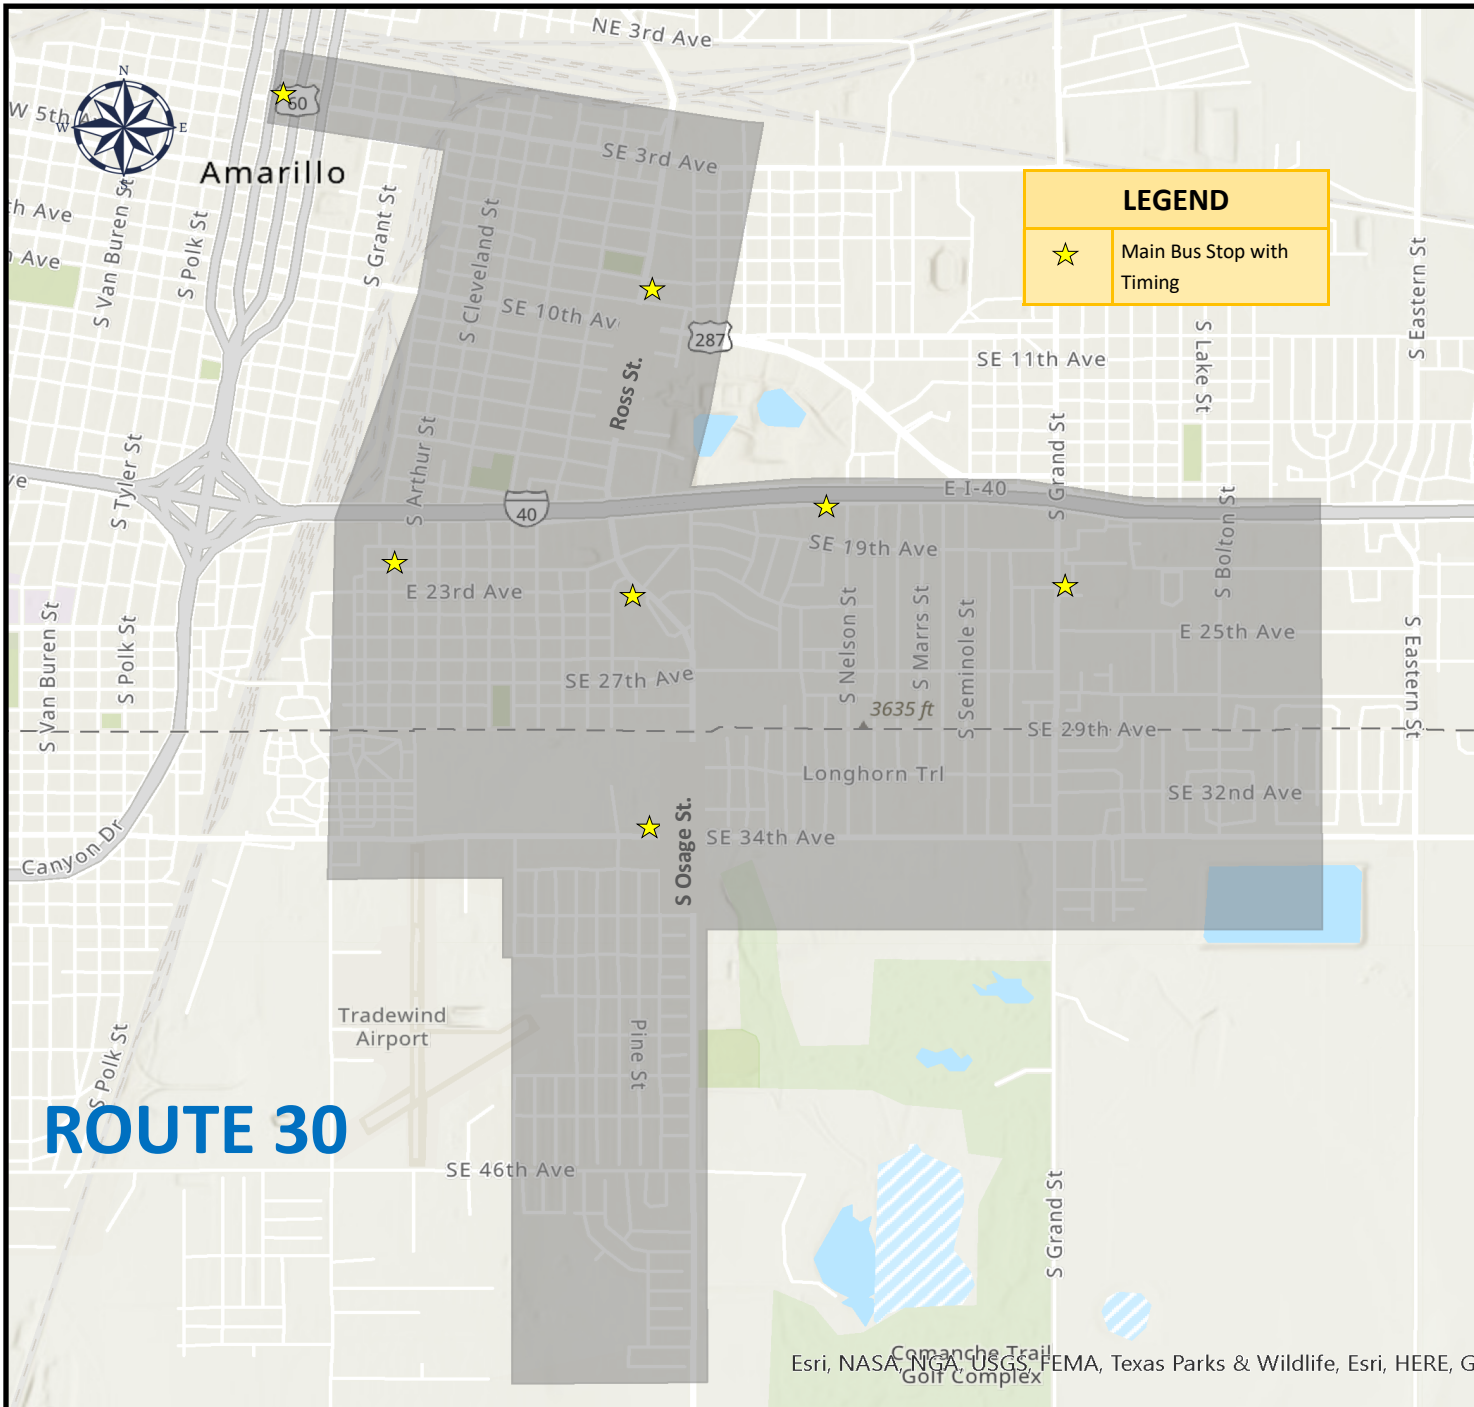 NE 3rd Ave
N
W
E
60
W 5th A
SE 3rd Ave
Amarillo
LEGEND
Main Bus Stop with
Timing
th Ave
Ave
S Van Buren St
S Polk St
S Grant St
S Cleveland St
SE 10th Av
287
Ross St.
SE 11th Ave
S Lake St
S Eastern St
S Tyler St
S Arthur St
ve
40
E I-40
S Grand St
SE 19th Ave
S Bolton St
E 23rd Ave
S Nelson St
S Marrs St
S Seminole St
E 25th Ave
S Van Buren St
S Polk St
SE 27th Ave
S Eastern St
3635 ft
SE 29th Ave
Longhorn Trl
SE 32nd Ave
Canyon Dr
S Osage St.
SE 34th Ave
Tradewind
Airport
Pine St
S Polk St
ROUTE 30
SE 46th Ave
S Grand St
Comanche Trail
Golf Complex
Esri, NASA, NGA, USGS, FEMA, Texas Parks & Wildlife, Esri, HERE, G